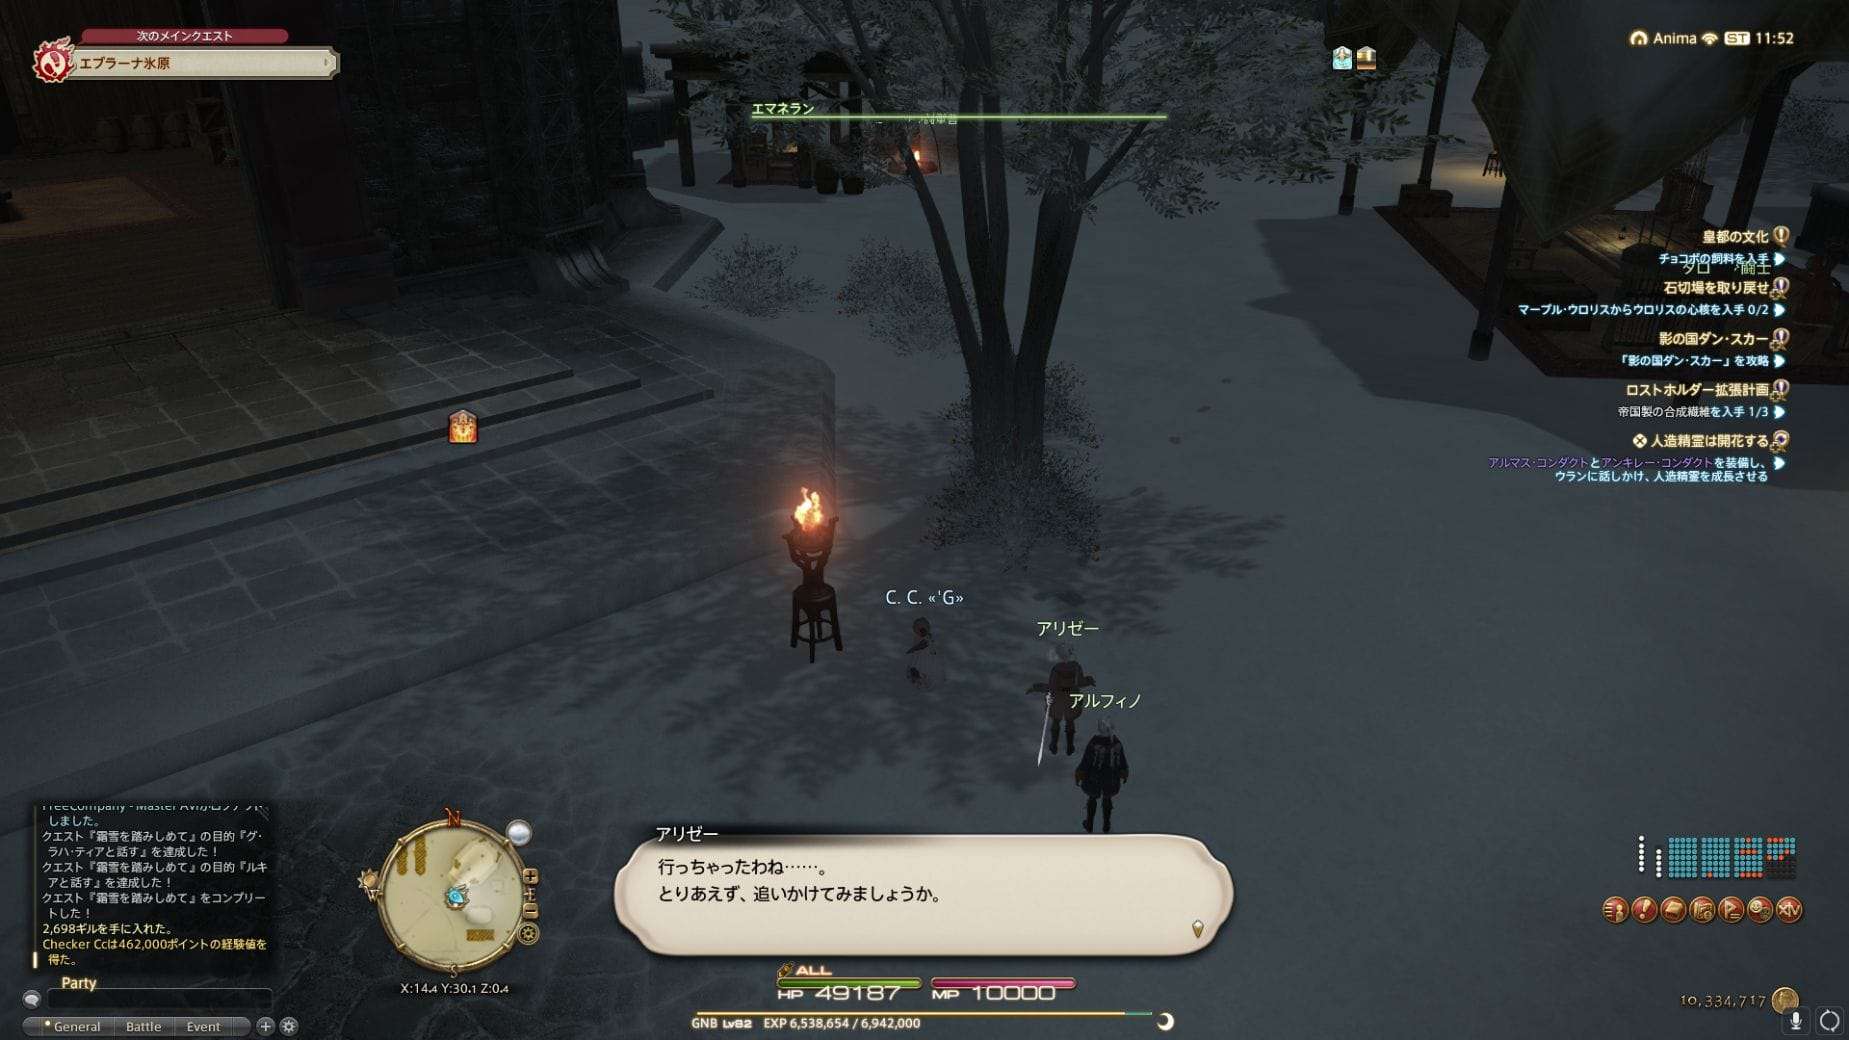 次のメインクエスト
エブラーナ氷原
Anima ST 11:52
エマネラン
皇都の文化
チョコボの飼料を入手
石切場を取り戻せ
マーブル・ウロリスからウロリスの心核を入手 0/2
影の国ダン・スカー
「影の国ダン・スカー」を攻略
ロストホルダー拡張計画
帝国製の合成繊維を入手 1/3
人造精霊は開花する
アルマス・コンダクトとアンキレー・コンダクトを装備し、
ウランに話しかけ、人造精霊を成長させる
C. C. «'G»
アリゼー
アルフィノ
しました。
クエスト『霜雪を踏みしめて』の目的『グ・
ラハ・ティアと話す』を達成した！
クエスト『霜雪を踏みしめて』の目的『ルキ
アと話す』を達成した！
クエスト『霜雪を踏みしめて』をコンプリー
トした！
2,698ギルを手に入れた。
Checker Ccは462,000ポイントの経験値を
得た。
Party
General Battle Event
N
W
S
X:14.4 Y:30.1 Z:0.4
アリゼー
行っちゃったわね……。
とりあえず、追いかけてみましょうか。
ALL
HP 49187 MP 10000
GNB Lv82 EXP 6,538,654 / 6,942,000
XIV
10,334,717